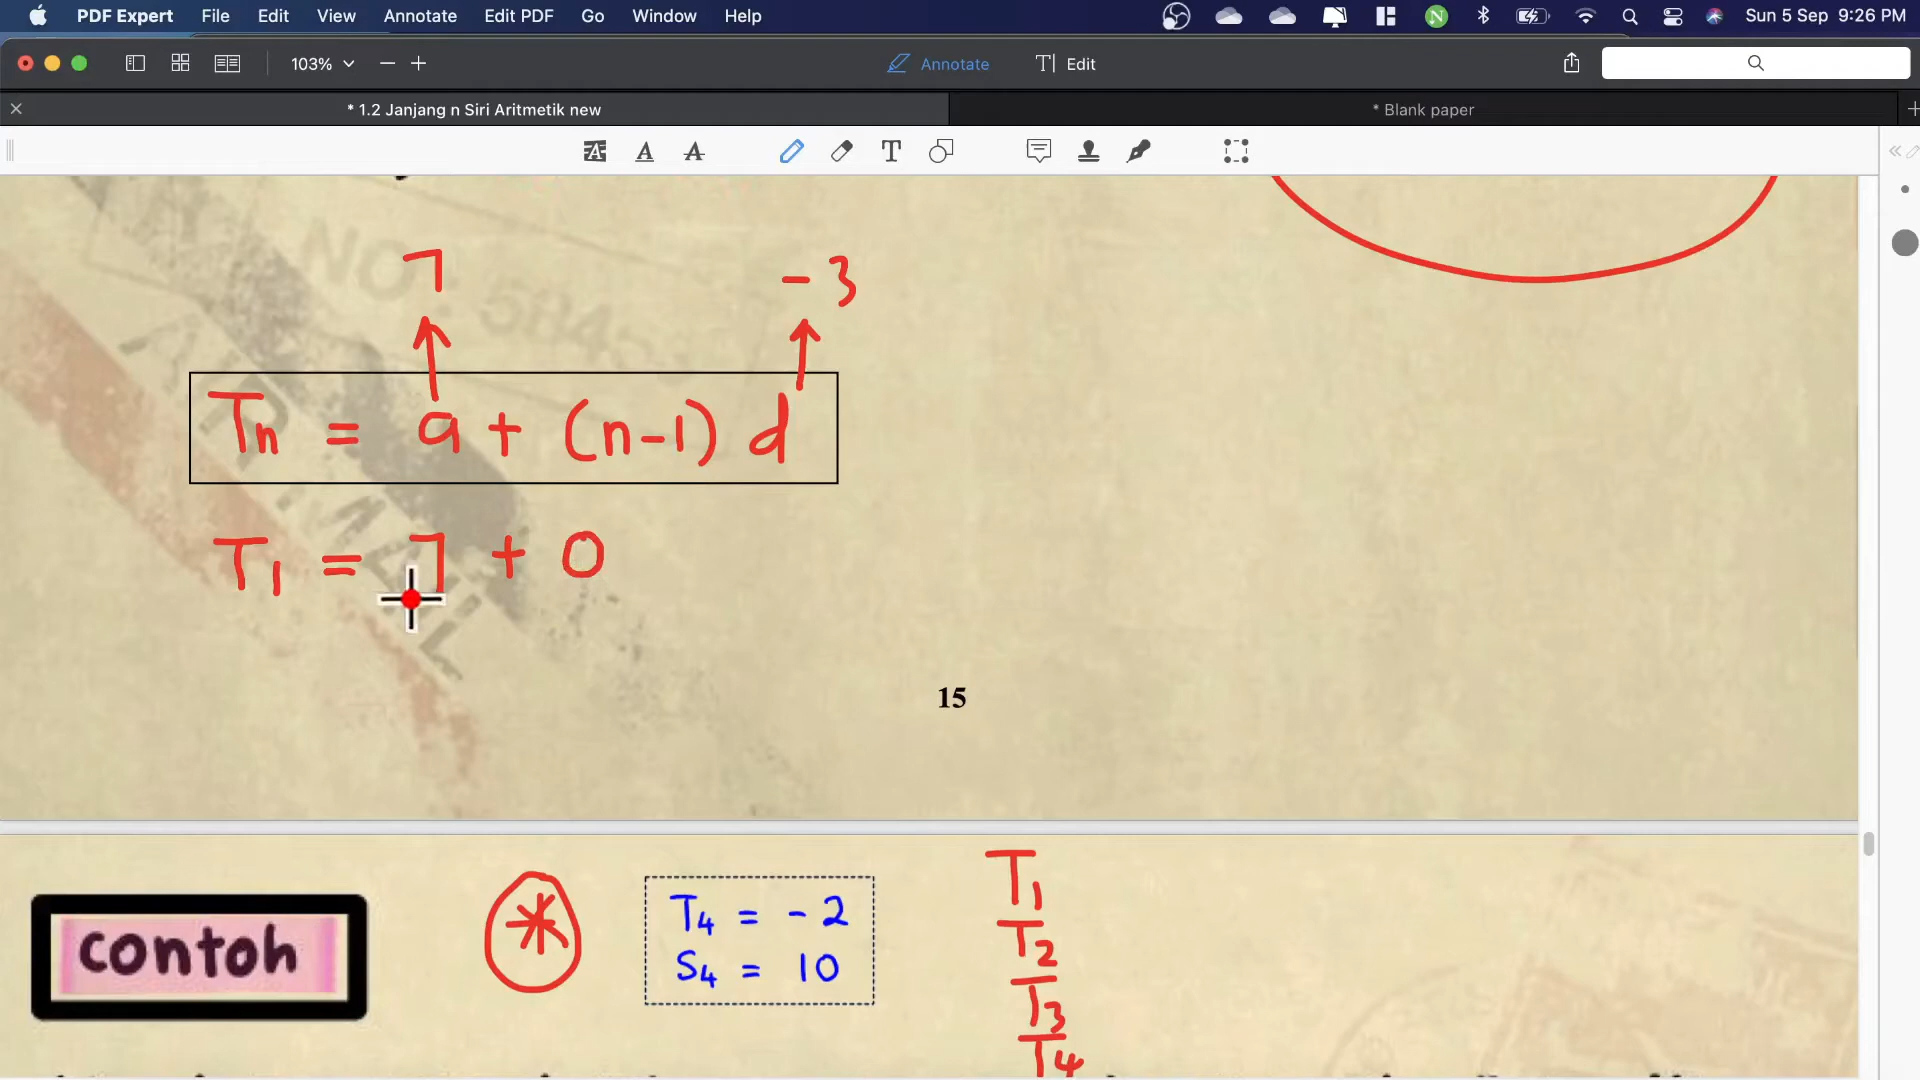 PDF Expert File Edit View Annotate Edit PDF Go Window Help N Sun 5 Sep 9:26 PM
103% Annotate T| Edit
* 1.2 Janjang n Siri Aritmetik new * Blank paper
7 -3
Tn = a + (n-1) d
T1 = 7 + 0
15
contoh
*
T4 = -2
S4 = 10
T1
T2
T3
T4